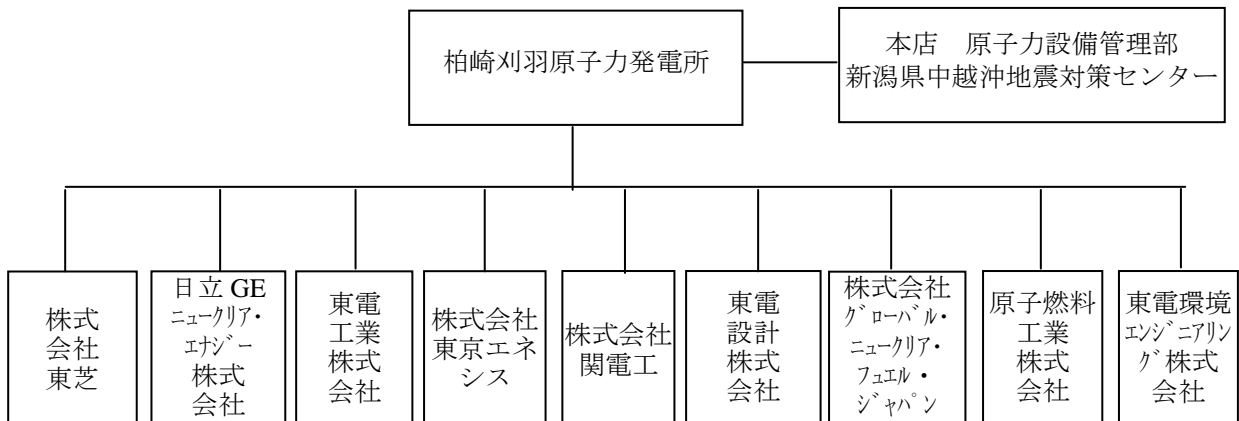 柏崎刈羽原子力発電所
本店　原子力設備管理部
新潟県中越沖地震対策センター
株式
会社
東芝
日立 GE
ニュークリア・
エナジー
株式
会社
東電
工業
株式
会社
株式会社
東京エネ
シス
株式会社
関電工
東電
設計
株式
会社
株式会社
グローバル・
ニュークリア・
フュエル・
ジャパン
原子燃料
工業
株式
会社
東電環境
エンジニアリン
グ株式
会社